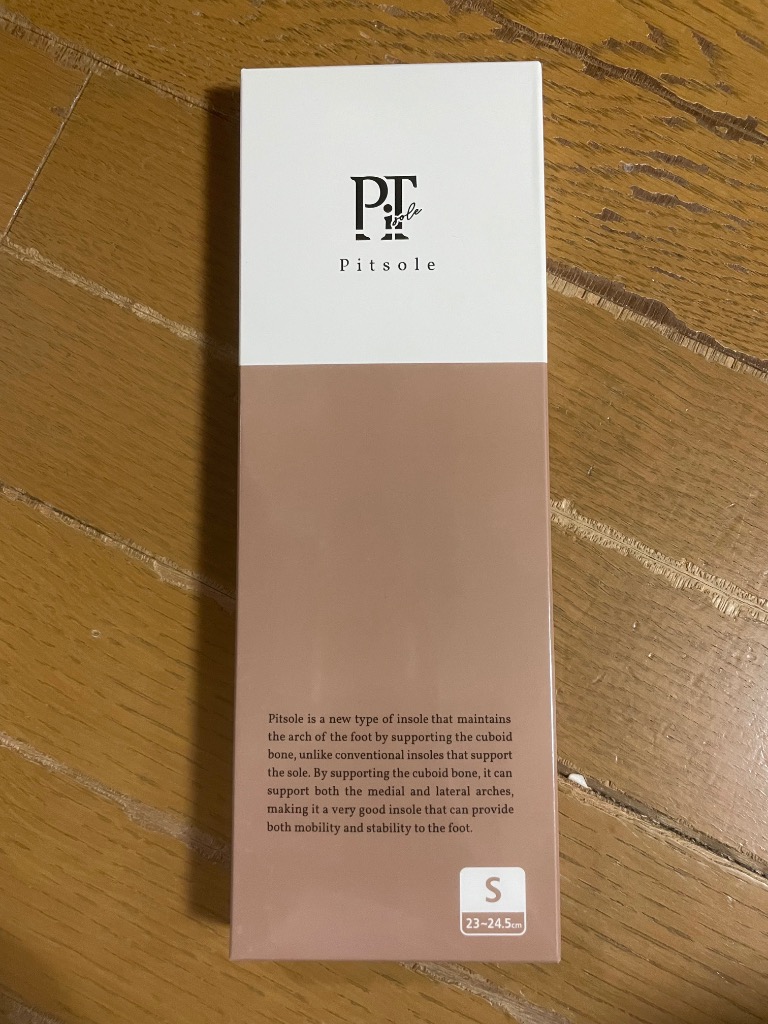 PiT sole
Pitsole
Pitsole is a new type of insole that maintains
the arch of the foot by supporting the cuboid
bone, unlike conventional insoles that support
the sole. By supporting the cuboid bone, it can
support both the medial and lateral arches,
making it a very good insole that can provide
both mobility and stability to the foot.
S
23~24.5cm